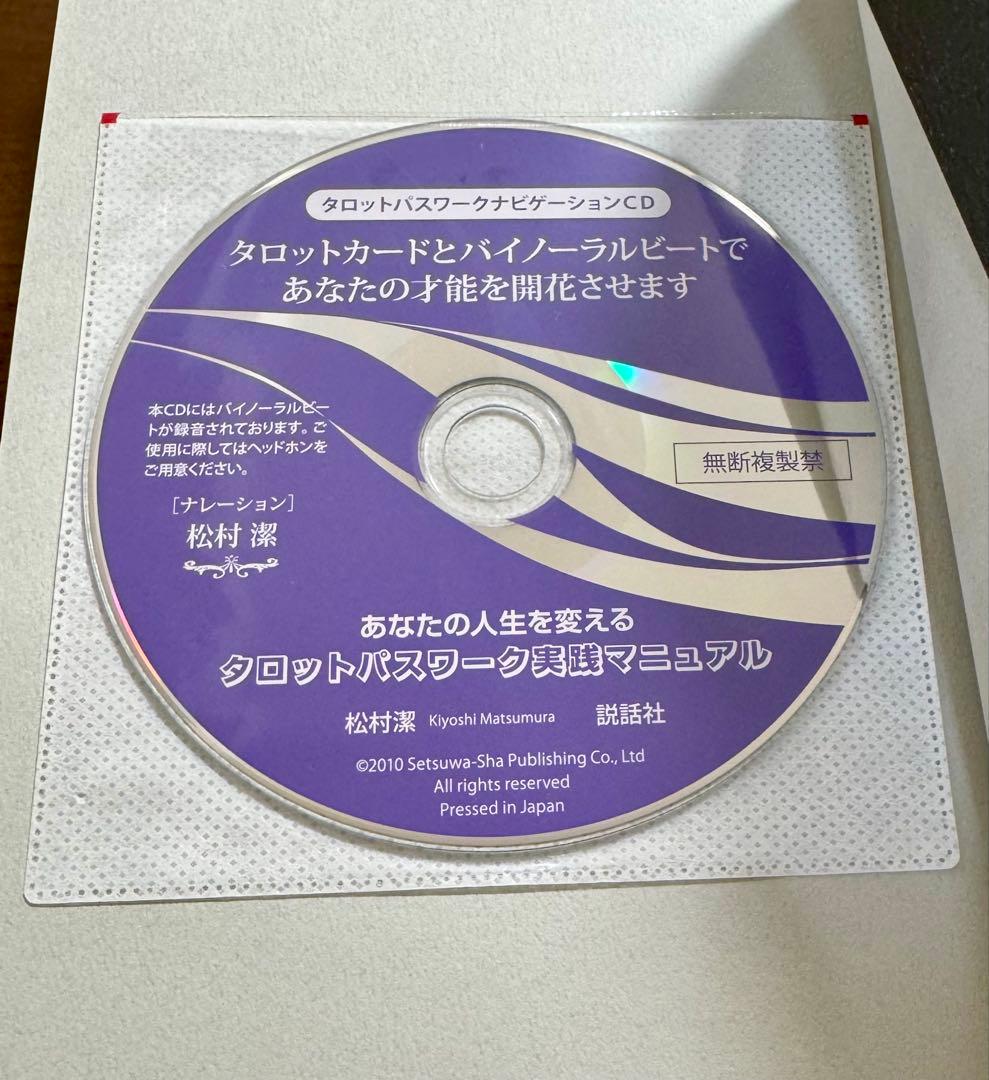 タロットパスワークナビゲーションCD
タロットカードとバイノーラルビートで
あなたの才能を開花させます
本CDにはバイノーラルビー
トが録音されております。ご
使用に際してはヘッドホンを
ご用意ください。
[ナレーション]
松村 潔
無断複製禁
あなたの人生を変える
タロットパスワーク実践マニュアル
松村潔 Kiyoshi Matsumura 説話社
©2010 Setsuwa-Sha Publishing Co., Ltd
All rights reserved
Pressed in Japan